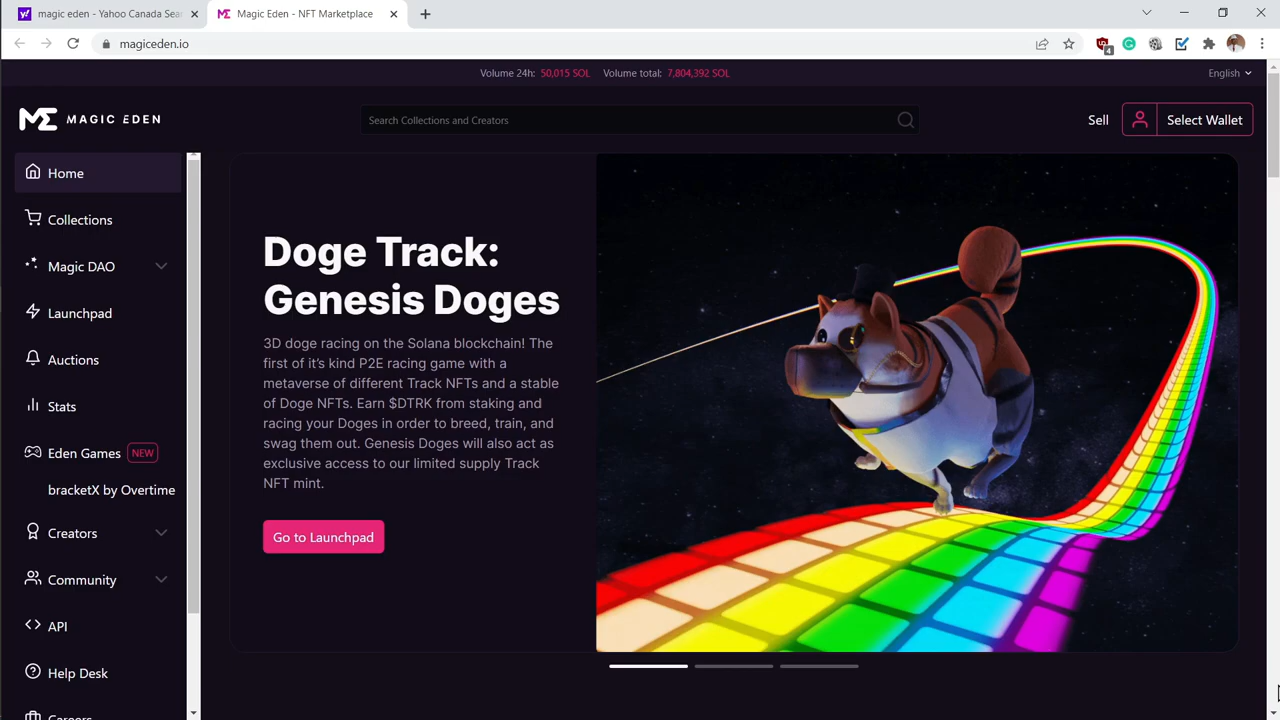 magic eden - Yahoo Canada Sea
Magic Eden - NFT Marketplace
magiceden.io
4
Volume 24h: 50,015 SOL Volume total: 7,804,392 SOL
English
MAGIC EDEN
Search Collections and Creators
Sell
Select Wallet
Home
Collections
Magic DAO
Launchpad
Auctions
Stats
Eden Games NEW
bracketX by Overtime
Creators
Community
API
Help Desk
Careers
Doge Track:
Genesis Doges
3D doge racing on the Solana blockchain! The
first of it's kind P2E racing game with a
metaverse of different Track NFTs and a stable
of Doge NFTs. Earn $DTRK from staking and
racing your Doges in order to breed, train, and
swag them out. Genesis Doges will also act as
exclusive access to our limited supply Track
NFT mint.
Go to Launchpad